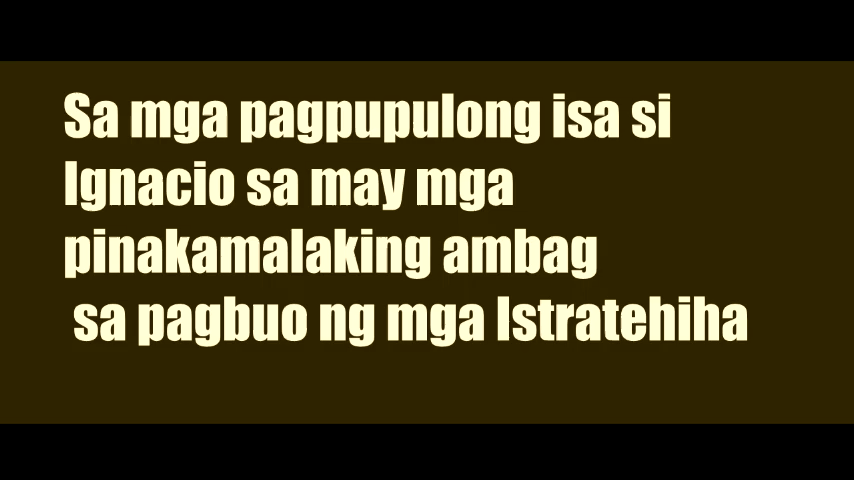 Sa mga pagpupulong isa si
Ignacio sa may mga
pinakamalaking ambag
sa pagbuo ng mga Istratehiha